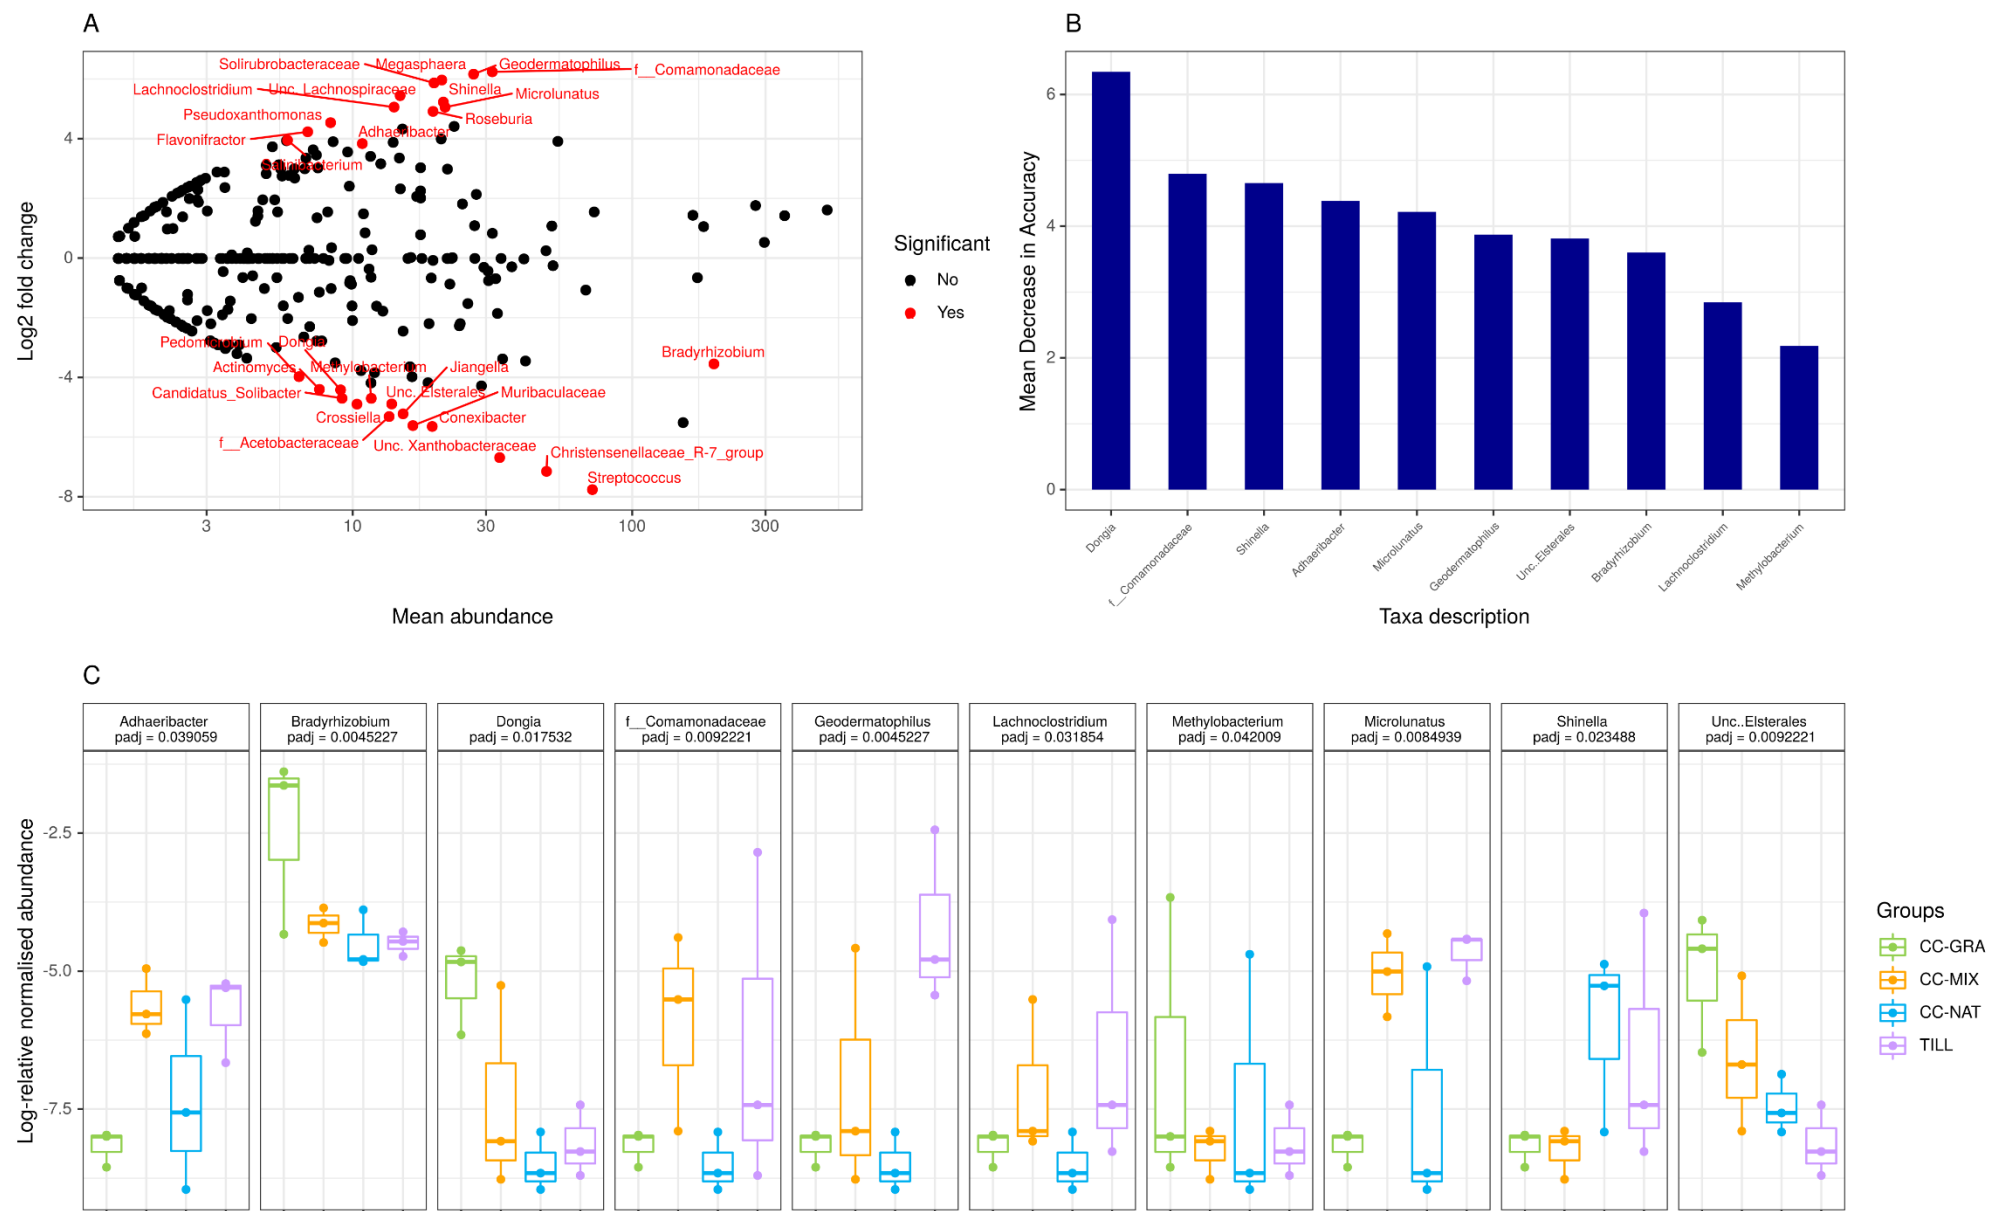 A
Solirubrobacteraceae
Megasphaera
Geodermatophilus
f__Comamonadaceae
Lachnoclostridium
Unc. Lachnospiraceae
Shinella
Microlunatus
Pseudoxanthomonas
Roseburia
Flavonifractor
Adhaeribacter
Salinibacterium
Pedomicrobium
Dongia
Bradyrhizobium
Actinomyces
Methylobacterium
Jiangella
Candidatus_Solibacter
Unc. Elsterales
Muribaculaceae
Crossiella
Conexibacter
f__Acetobacteraceae
Unc. Xanthobacteraceae
Christensenellaceae_R-7_group
Streptococcus
4
0
-4
-8
Log2 fold change
3
10
30
100
300
Mean abundance
Significant
No
Yes
B
6
4
2
0
Mean Decrease in Accuracy
Dongia
f__Comamonadaceae
Shinella
Adhaeribacter
Microlunatus
Geodermatophilus
Unc..Elsterales
Bradyrhizobium
Lachnoclostridium
Methylobacterium
Taxa description
C
Adhaeribacter
padj = 0.039059
Bradyrhizobium
padj = 0.0045227
Dongia
padj = 0.017532
f__Comamonadaceae
padj = 0.0092221
Geodermatophilus
padj = 0.0045227
Lachnoclostridium
padj = 0.031854
Methylobacterium
padj = 0.042009
Microlunatus
padj = 0.0084939
Shinella
padj = 0.023488
Unc..Elsterales
padj = 0.0092221
-2.5
-5.0
-7.5
Log-relative normalised abundance
Groups
CC-GRA
CC-MIX
CC-NAT
TILL